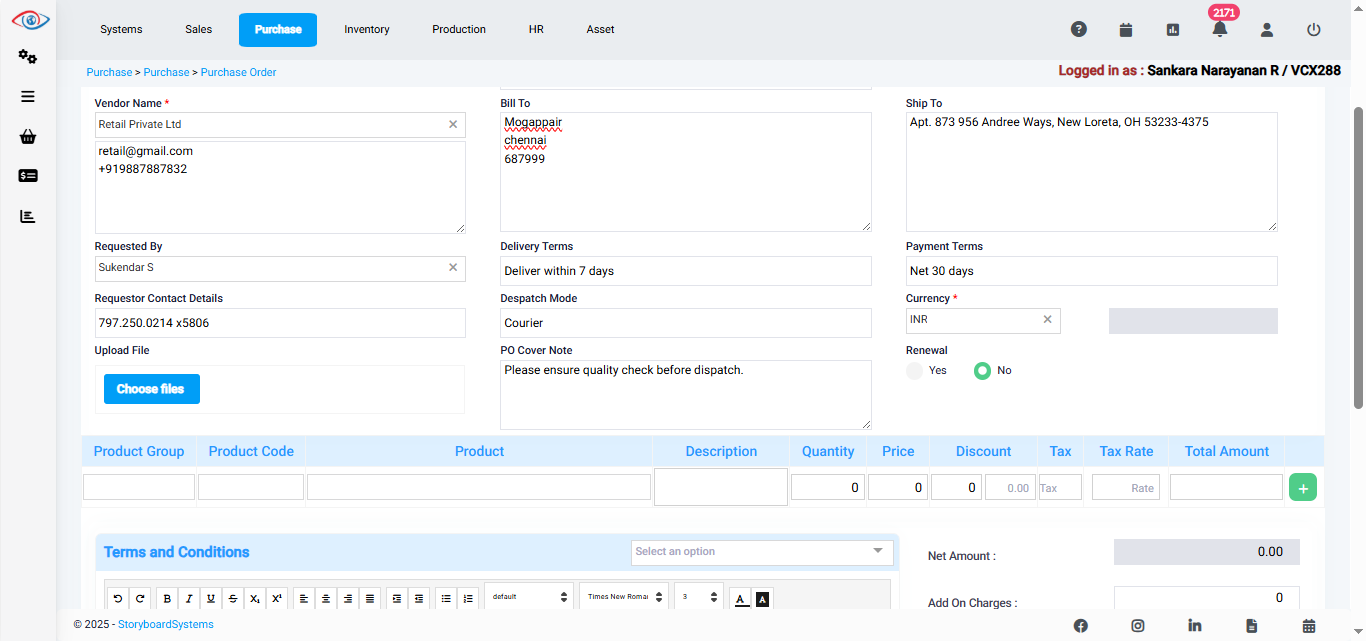 Systems
Sales
Purchase
Inventory
Production
HR
Asset
2171
Purchase > Purchase > Purchase Order
Logged in as : Sankara Narayanan R / VCX288
Vendor Name *
Retail Private Ltd
retail@gmail.com
+919887887832
Bill To
Mogappair
chennai
687999
Ship To
Apt. 873 956 Andree Ways, New Loreta, OH 53233-4375
Requested By
Sukendar S
Delivery Terms
Deliver within 7 days
Payment Terms
Net 30 days
Requestor Contact Details
797.250.0214 x5806
Despatch Mode
Courier
Currency *
INR
Upload File
Choose files
PO Cover Note
Please ensure quality check before dispatch.
Renewal
Yes
No
Product Group
Product Code
Product
Description
Quantity
Price
Discount
Tax
Tax Rate
Total Amount
0
0
0
0.00
Tax
Rate
+
Terms and Conditions
Select an option
Net Amount :
0.00
B I U S X₁ X¹
default
Times New Roman
3
A
A
Add On Charges :
0
© 2025 - StoryboardSystems